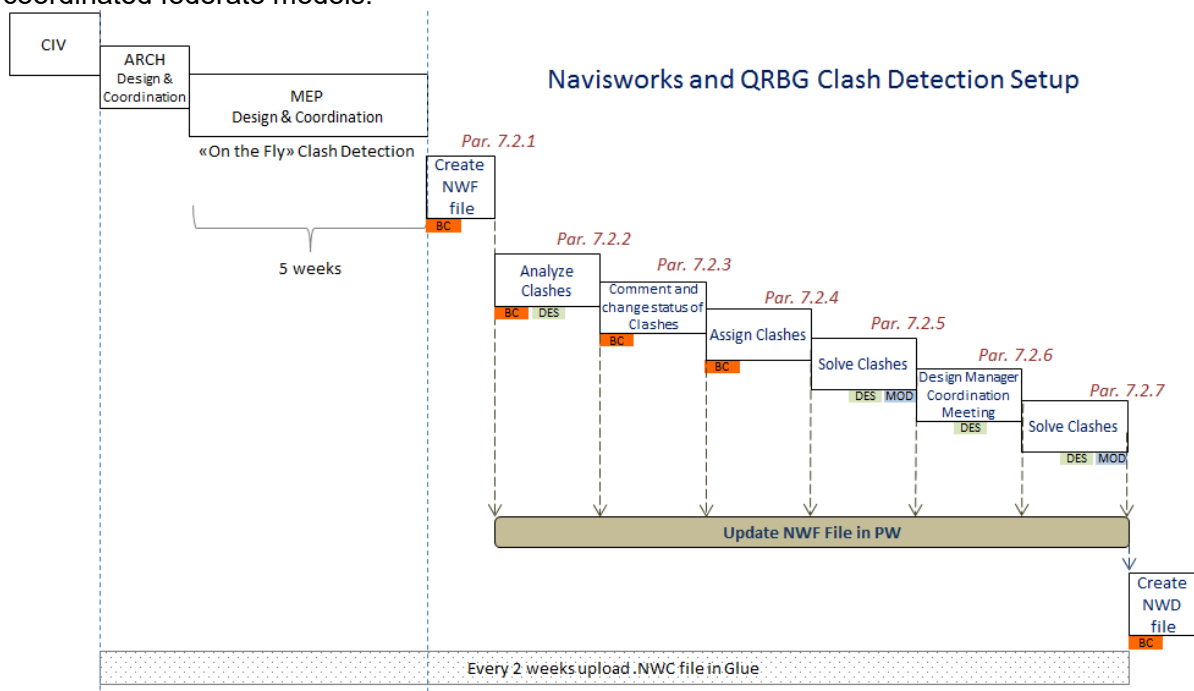 coordinated federate models.
CIV
ARCH
Design &
Coordination
MEP
Design & Coordination
Navisworks and QRBG Clash Detection Setup
«On the Fly» Clash Detection
5 weeks
Par. 7.2.1
Create
NWF
file
BC
Par. 7.2.2
Analyze
Clashes
BC DES
Par. 7.2.3
Comment and
change status of
Clashes
BC
Par. 7.2.4
Assign Clashes
BC
Par. 7.2.5
Solve Clashes
DES MOD
Par. 7.2.6
Design Manager
Coordination
Meeting
DES
Par. 7.2.7
Solve Clashes
DES MOD
Update NWF File in PW
Create
NWD
file
BC
Every 2 weeks upload .NWC file in Glue